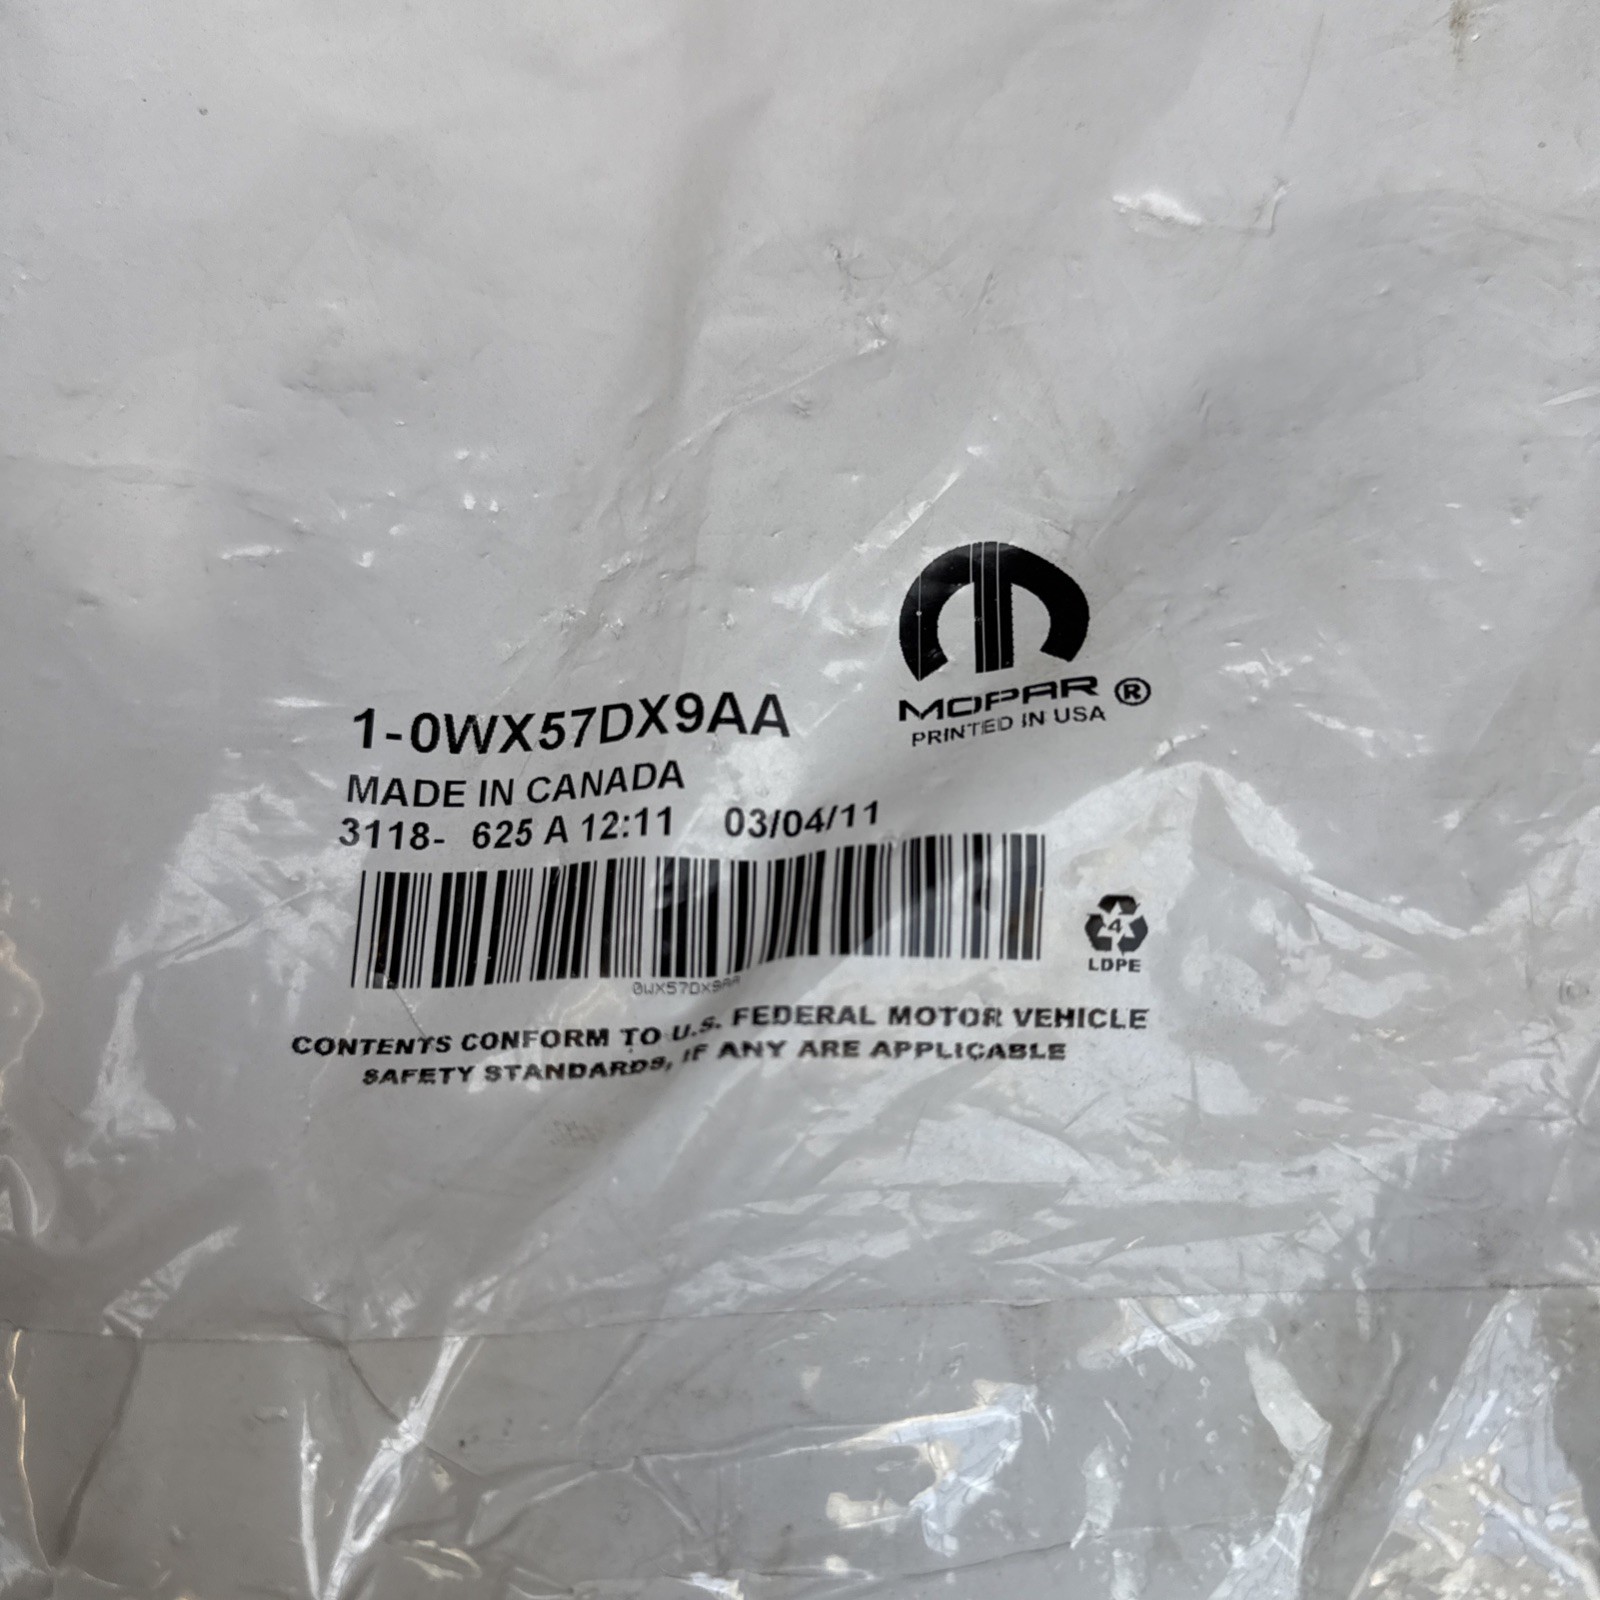 MOPAR ®
PRINTED IN USA
1-0WX57DX9AA
MADE IN CANADA
3118- 625 A 12:11 03/04/11
0WX57DX9AA
4
LDPE
CONTENTS CONFORM TO U.S. FEDERAL MOTOR VEHICLE
SAFETY STANDARDS, IF ANY ARE APPLICABLE